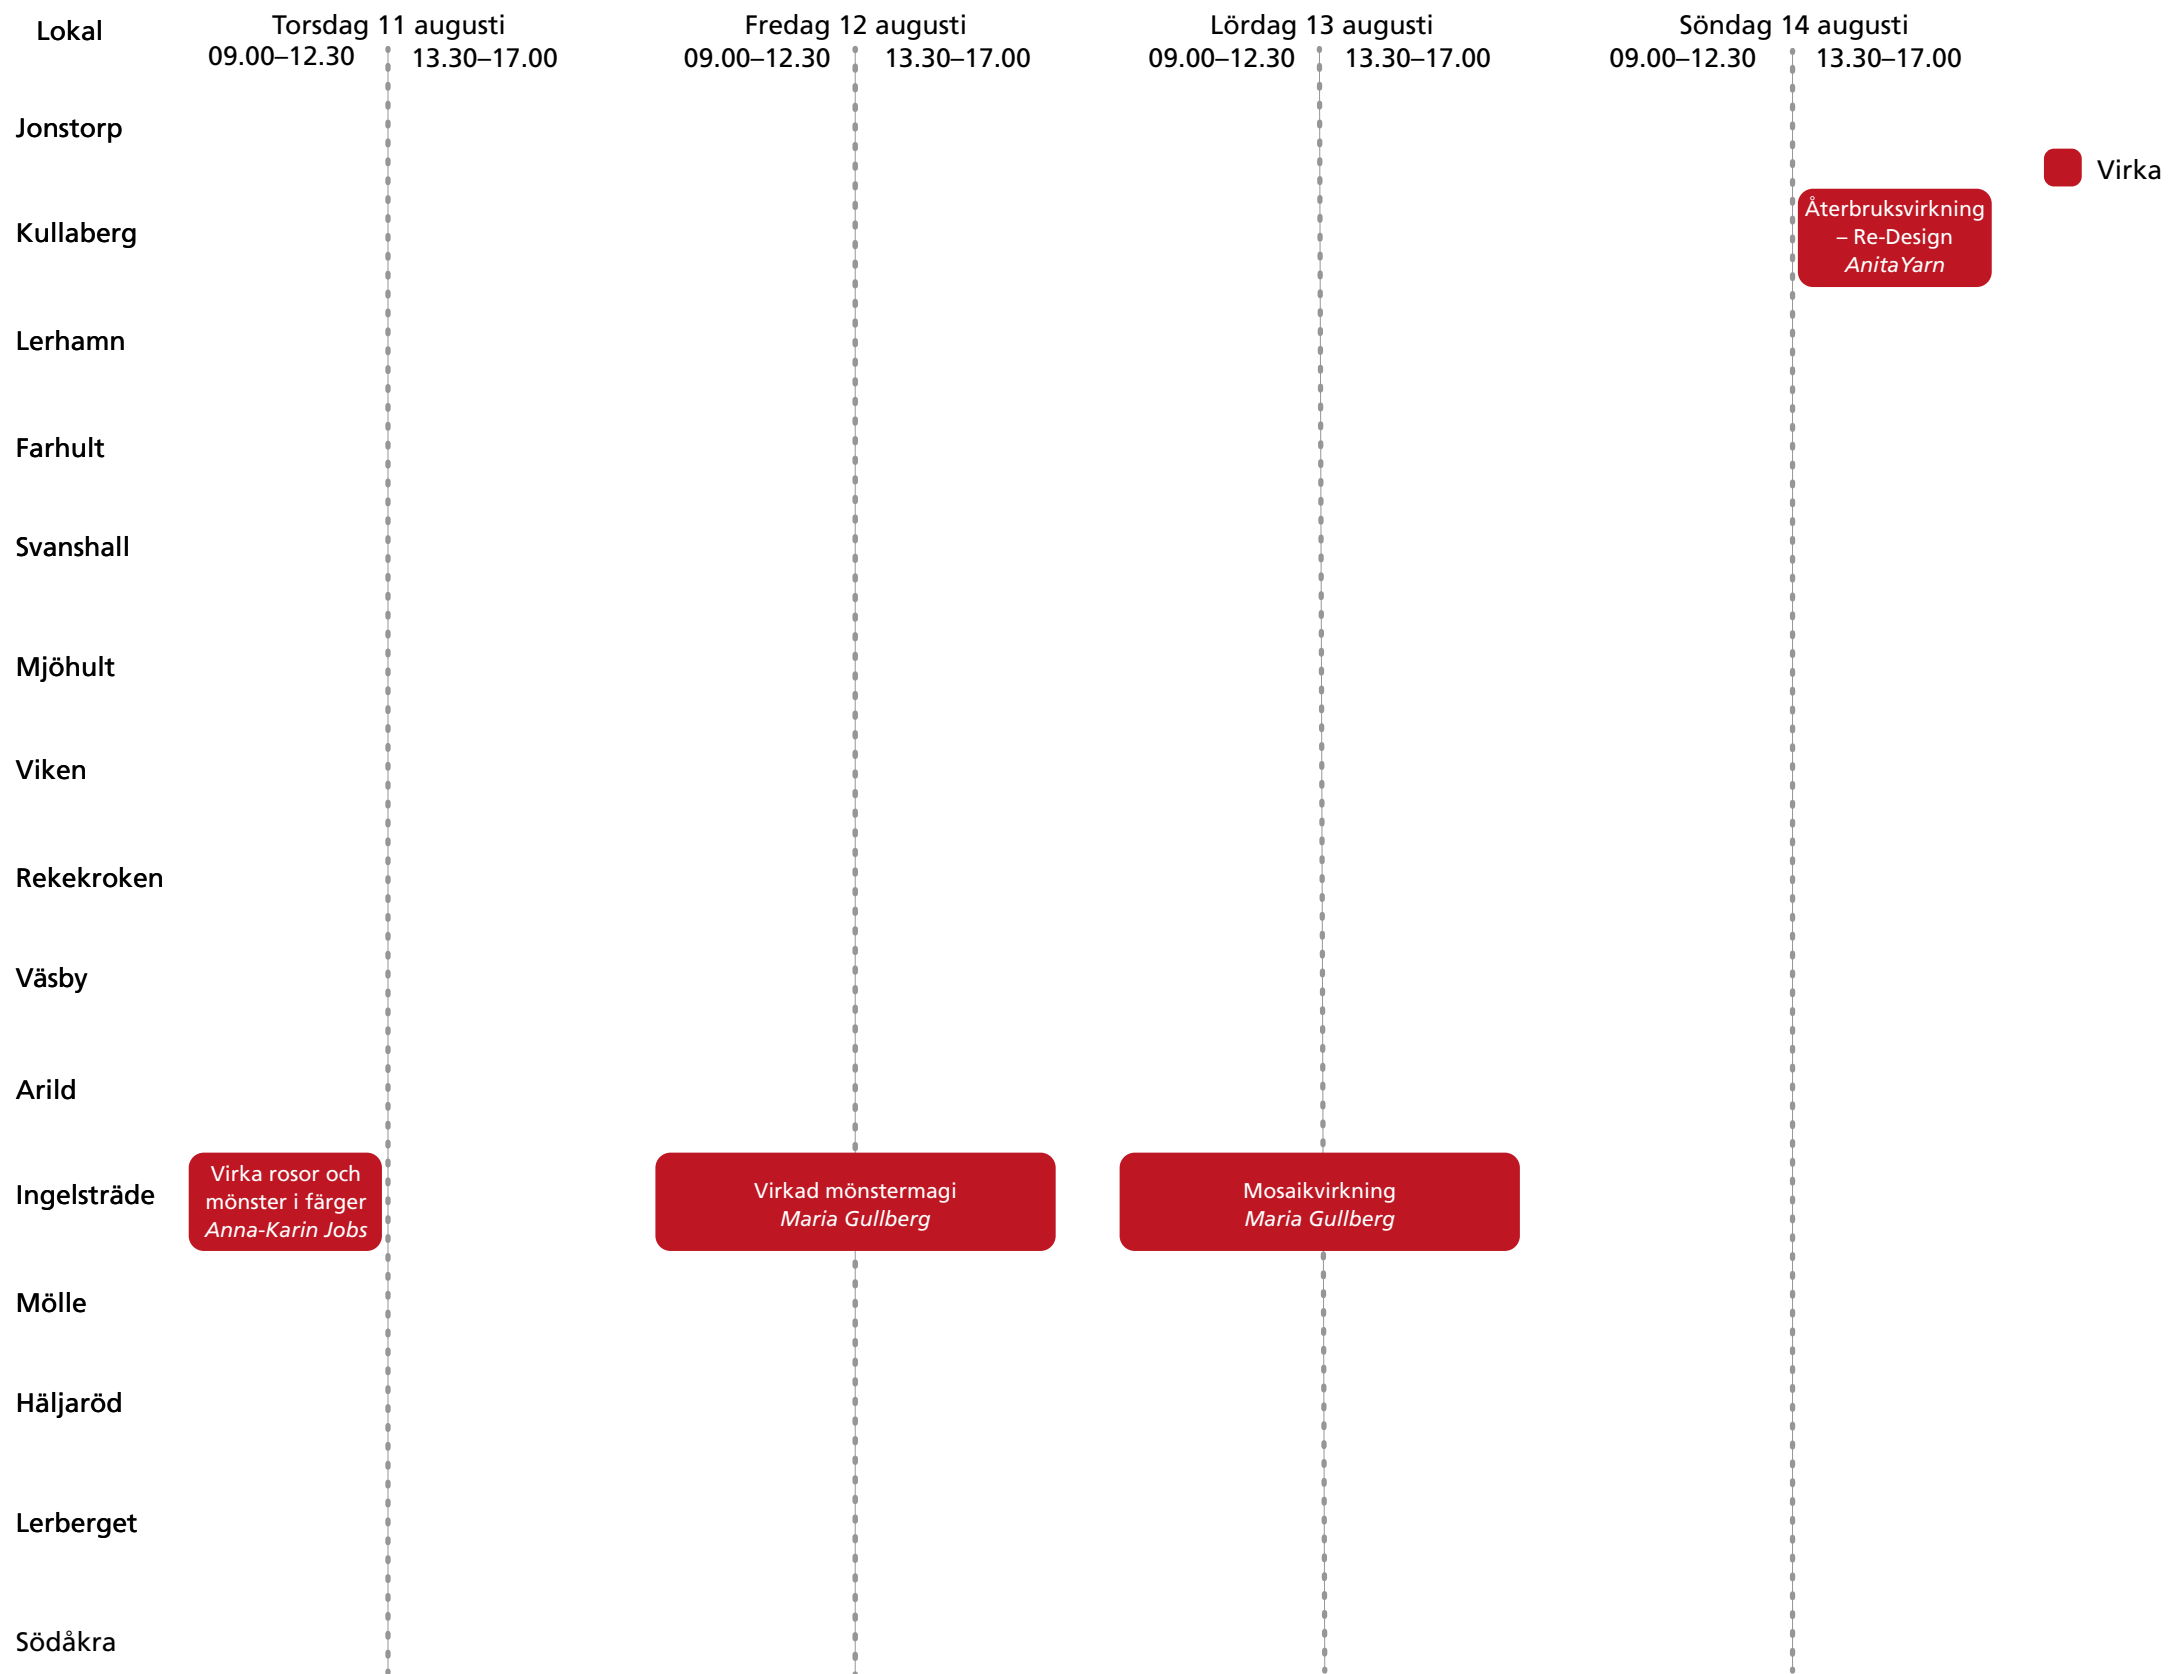 Lokal
Torsdag 11 augusti
09.00–12.30 13.30–17.00
Fredag 12 augusti
09.00–12.30 13.30–17.00
Lördag 13 augusti
09.00–12.30 13.30–17.00
Söndag 14 augusti
09.00–12.30 13.30–17.00
Jonstorp
Virka
Kullaberg
Återbruksvirkning
– Re-Design
AnitaYarn
Lerhamn
Farhult
Svanshall
Mjöhult
Viken
Rekekroken
Väsby
Arild
Ingelsträde
Virka rosor och
mönster i färger
Anna-Karin Jobs
Virkad mönstermagi
Maria Gullberg
Mosaikvirkning
Maria Gullberg
Mölle
Häljaröd
Lerberget
Södåkra